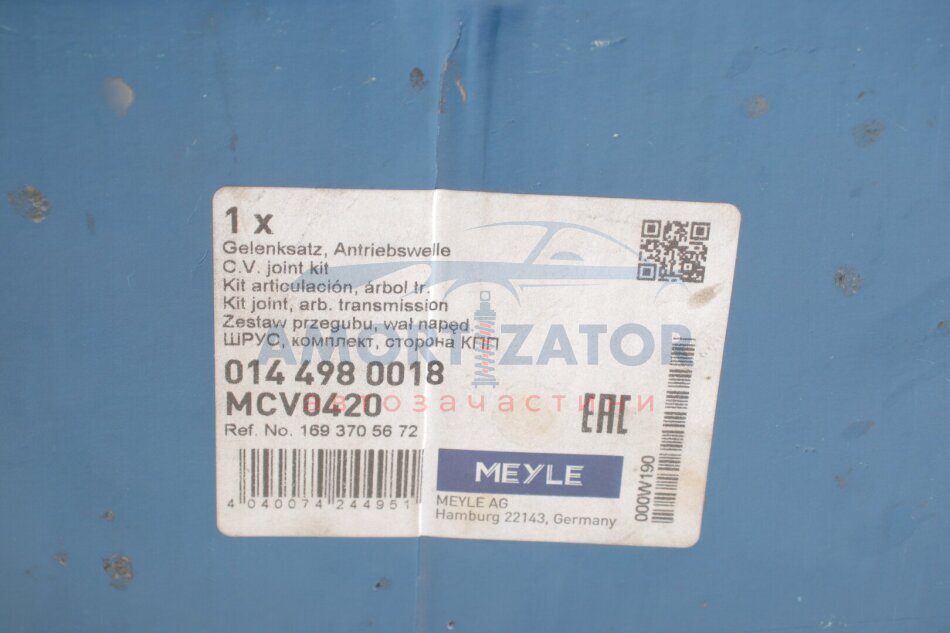 1 x
Gelenksatz, Antriebswelle
C.V. joint kit
Kit articulación, árbol tr.
Kit joint, arb. transmission
Zestaw przegubu, wał napęd.
ШРУС, комплект, сторона КПП
AMORTIZATOR
014 498 0018
MCV0420
автозачастини
EAC
Ref. No. 169 370 56 72
MEYLE
4 040074 244951
MEYLE AG
Hamburg 22143, Germany
000W190